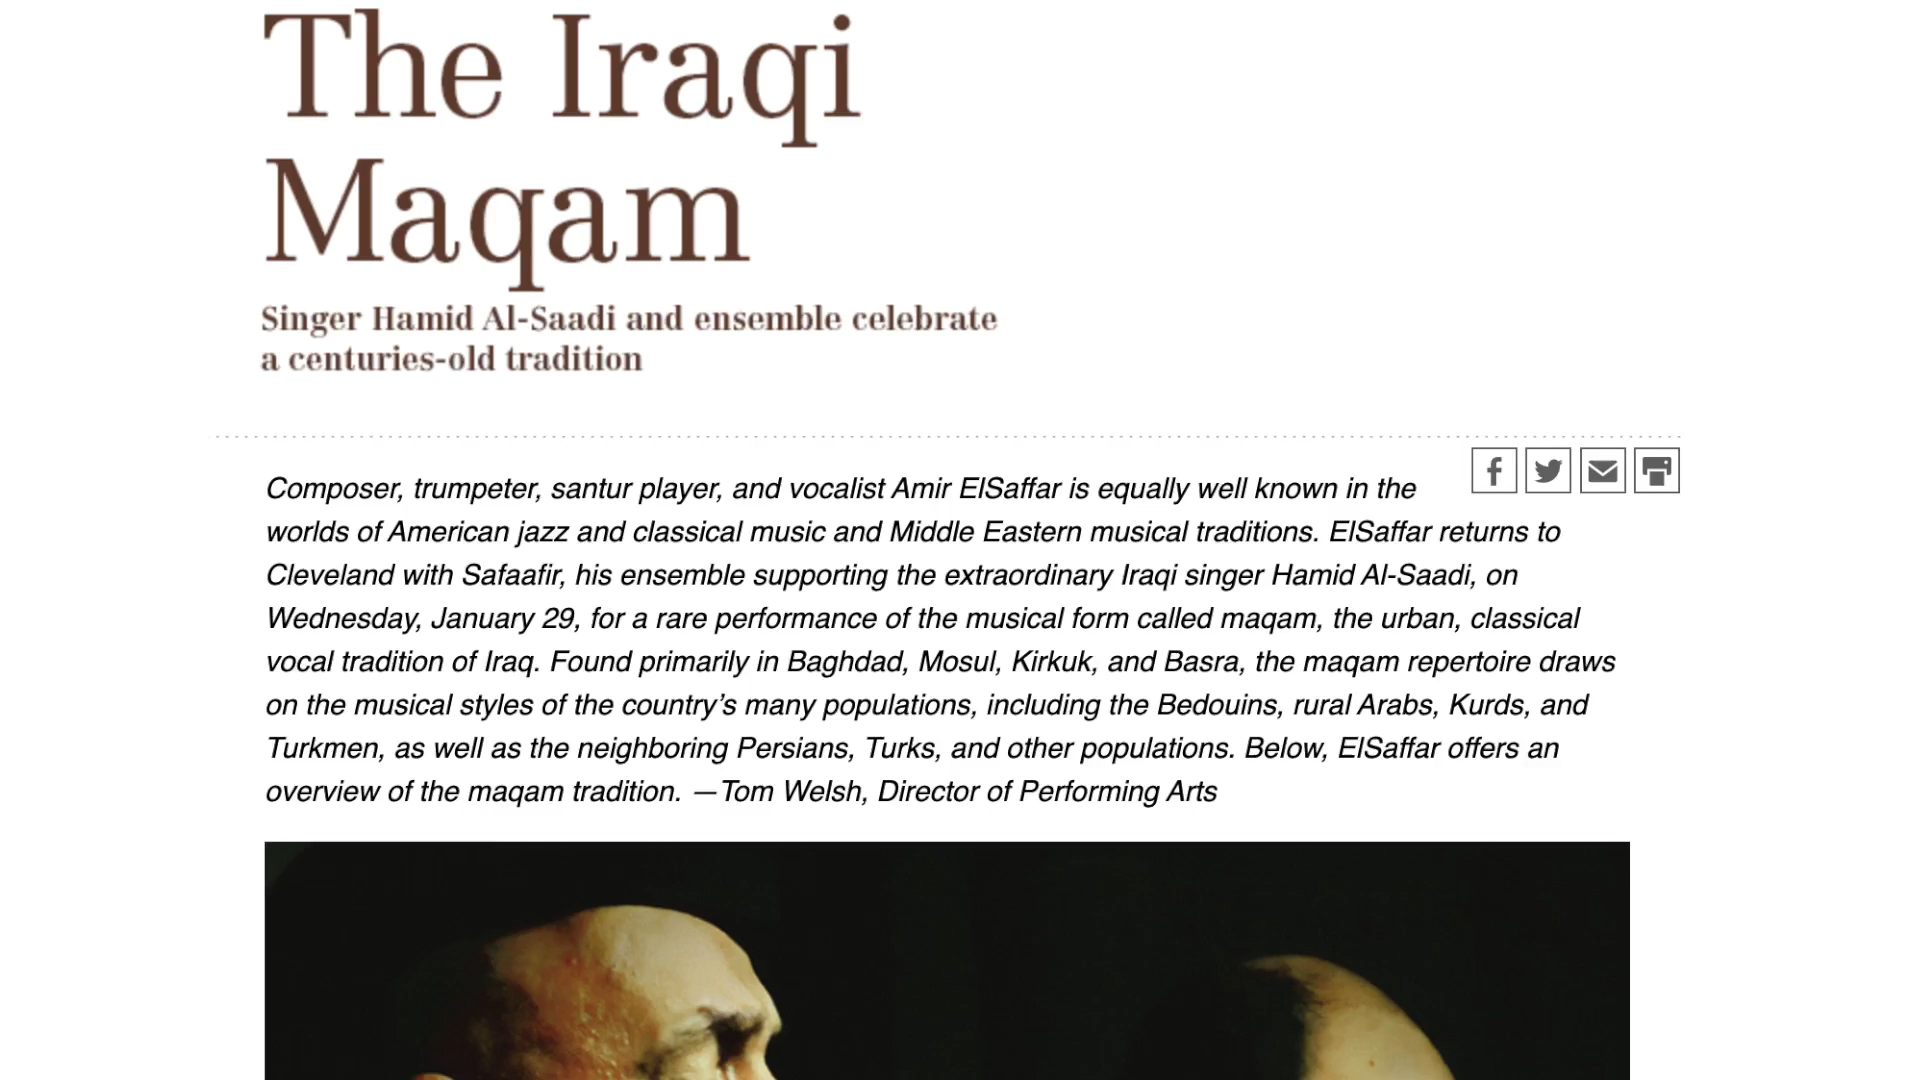 The Iraqi
Maqam
Singer Hamid Al-Saadi and ensemble celebrate
a centuries-old tradition
Composer, trumpeter, santur player, and vocalist Amir ElSaffar is equally well known in the
worlds of American jazz and classical music and Middle Eastern musical traditions. ElSaffar returns to
Cleveland with Safaafir, his ensemble supporting the extraordinary Iraqi singer Hamid Al-Saadi, on
Wednesday, January 29, for a rare performance of the musical form called maqam, the urban, classical
vocal tradition of Iraq. Found primarily in Baghdad, Mosul, Kirkuk, and Basra, the maqam repertoire draws
on the musical styles of the country’s many populations, including the Bedouins, rural Arabs, Kurds, and
Turkmen, as well as the neighboring Persians, Turks, and other populations. Below, ElSaffar offers an
overview of the maqam tradition. —Tom Welsh, Director of Performing Arts